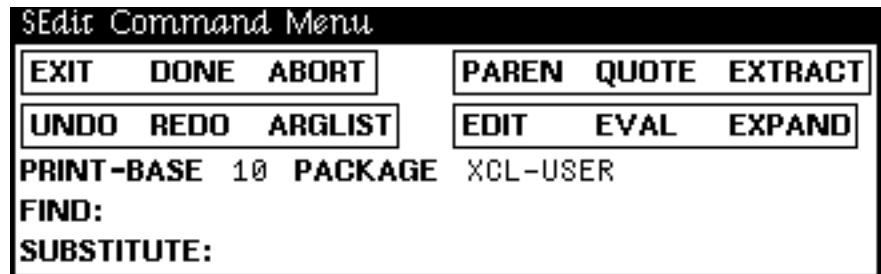 SEdit Command Menu
EXIT DONE ABORT PAREN QUOTE EXTRACT
UNDO REDO ARGLIST EDIT EVAL EXPAND
PRINT-BASE 10 PACKAGE XCL-USER
FIND:
SUBSTITUTE: